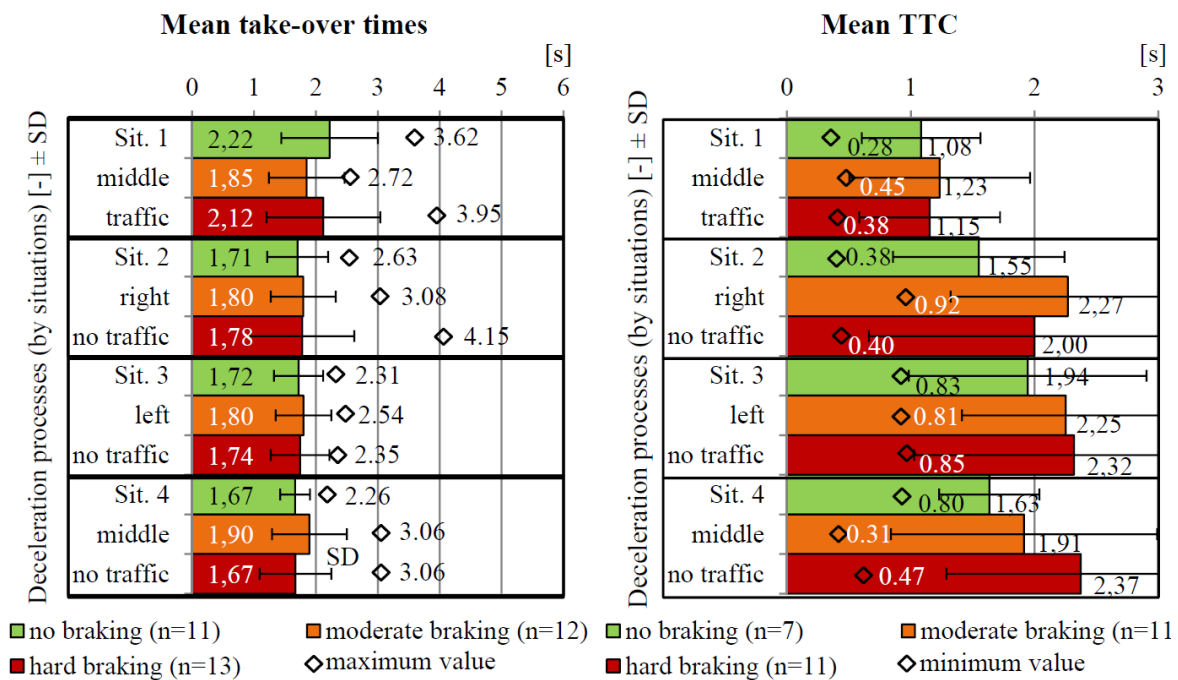 Mean take-over times
[s]
0 1 2 3 4 5 6
Deceleration processes (by situations) [-] ± SD
Sit. 1 2,22 3.62
middle 1,85 2.72
traffic 2,12 3.95
Sit. 2 1,71 2.63
right 1,80 3.08
no traffic 1,78 4.15
Sit. 3 1,72 2.31
left 1,80 2.54
no traffic 1,74 2.35
Sit. 4 1,67 2.26
middle 1,90 3.06
SD
no traffic 1,67 3.06
no braking (n=11) moderate braking (n=12)
hard braking (n=13) maximum value
Mean TTC
[s]
0 1 2 3
Deceleration processes (by situations) [-] ± SD
Sit. 1 0.28 1,08
middle 0.45 1,23
traffic 0.38 1,15
Sit. 2 0.38 1,55
right 0.92 2,27
no traffic 0.40 2,00
Sit. 3 0.83 1,94
left 0.81 2,25
no traffic 0.85 2,32
Sit. 4 0.80 1,63
middle 0.31 1,91
no traffic 0.47 2,37
no braking (n=7) moderate braking (n=11
hard braking (n=11) minimum value